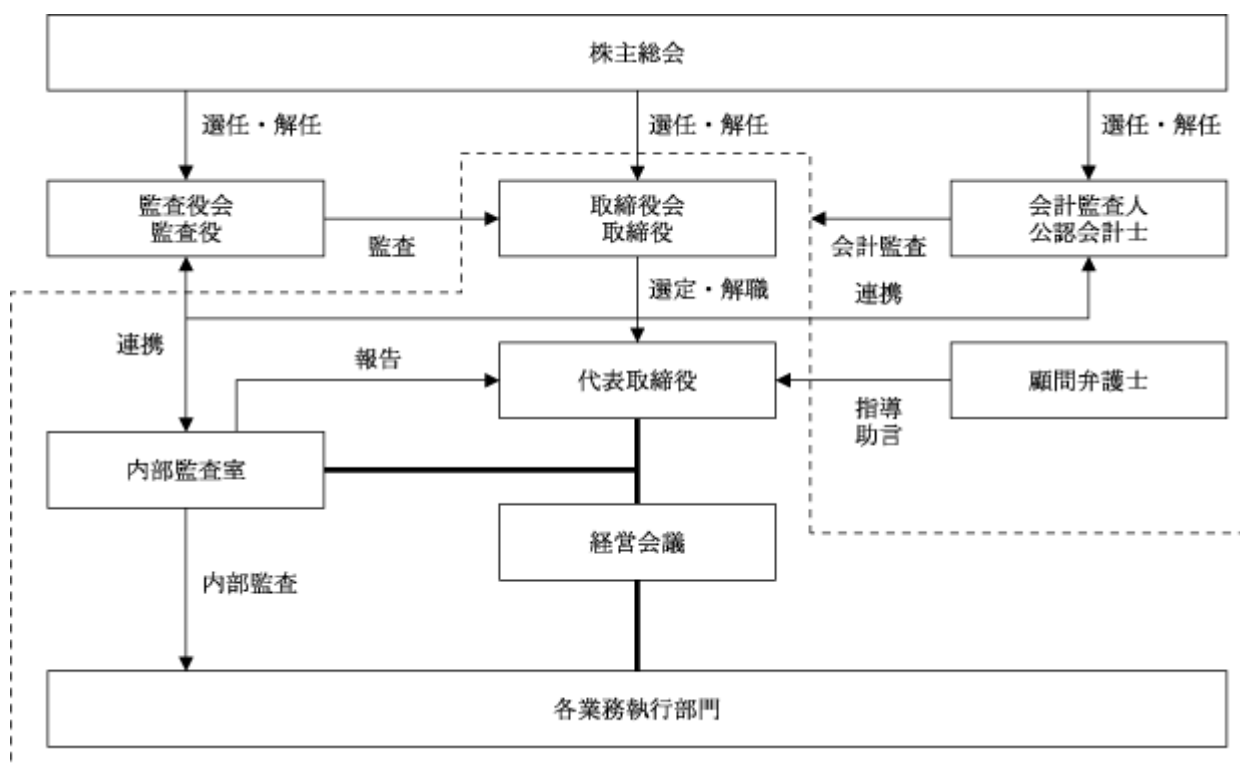 株主総会
選任・解任
選任・解任
選任・解任
監査役会
監査役
監査
取締役会
取締役
会計監査
会計監査人
公認会計士
選定・解職
連携
連携
報告
代表取締役
指導
助言
顧問弁護士
内部監査室
経営会議
内部監査
各業務執行部門